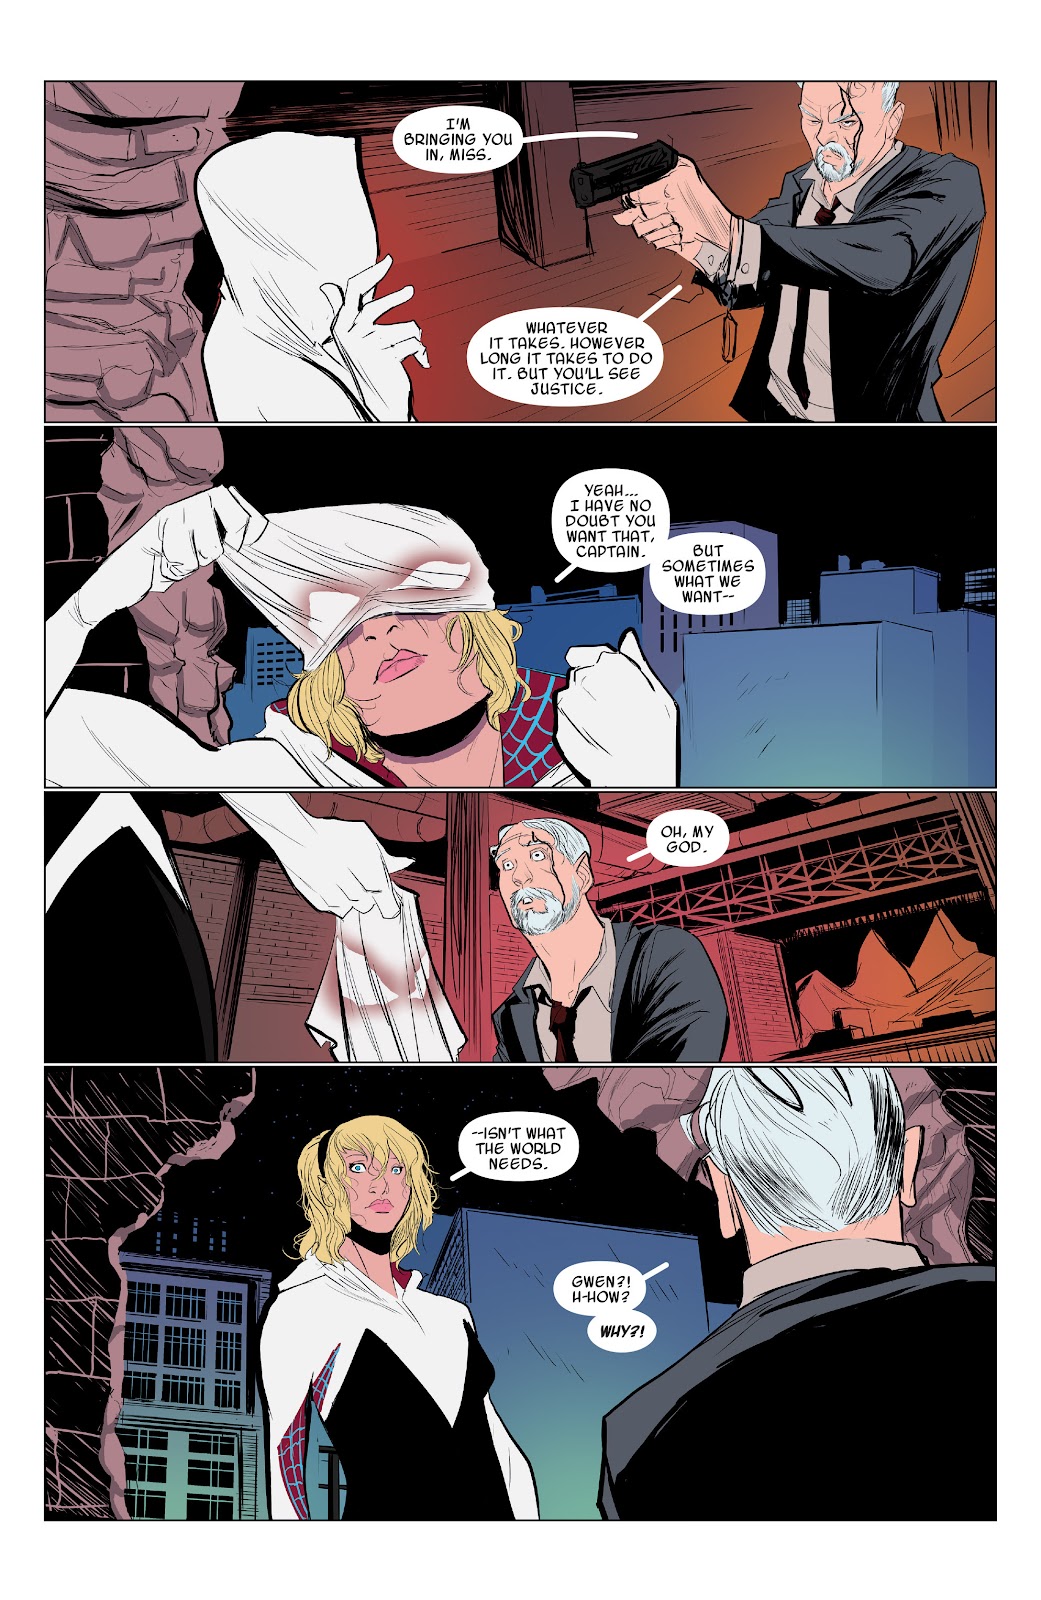 I'M
BRINGING YOU
IN, MISS.
WHATEVER
IT TAKES. HOWEVER
LONG IT TAKES TO DO
IT. BUT YOU'LL SEE
JUSTICE.
YEAH...
I HAVE NO
DOUBT YOU
WANT THAT,
CAPTAIN.
BUT
SOMETIMES
WHAT WE
WANT--
OH, MY
GOD.
--ISN'T WHAT
THE WORLD
NEEDS.
GWEN?!
H-HOW?
WHY?!